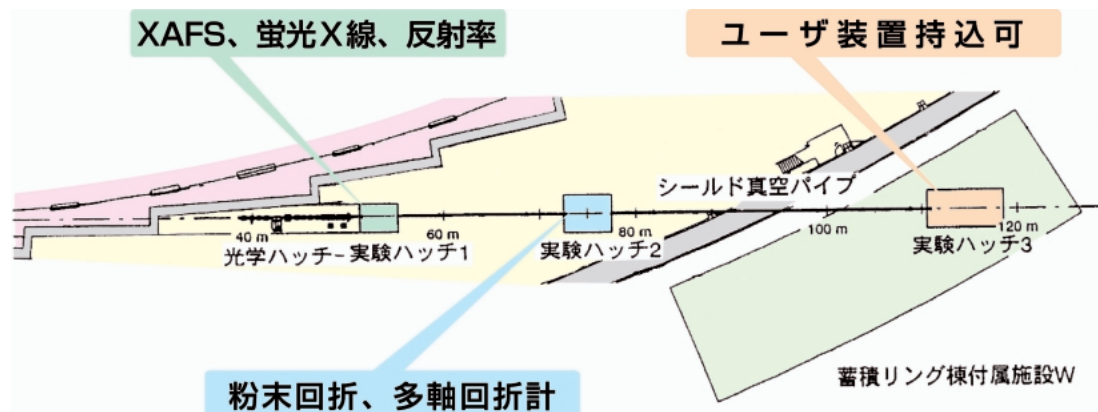 XAFS、蛍光X線、反射率
ユーザ装置持込可
シールド真空パイプ
40 m
60 m
80 m
100 m
120 m
光学ハッチ
実験ハッチ1
実験ハッチ2
実験ハッチ3
粉末回折、多軸回折計
蓄積リング棟付属施設W